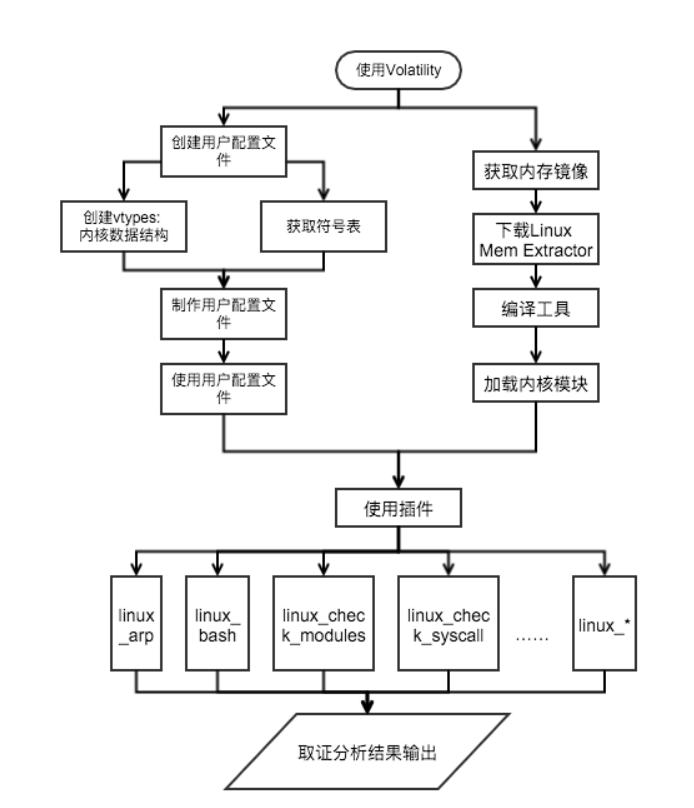 使用Volatility
创建用户配置文
件
获取内存镜像
创建vtypes:
内核数据结构
获取符号表
下载Linux
Mem Extractor
制作用户配置文
件
编译工具
使用用户配置文
件
加载内核模块
使用插件
linux
_arp
linux_
bash
linux_chec
k_modules
linux_chec
k_syscall
……
linux_*
取证分析结果输出